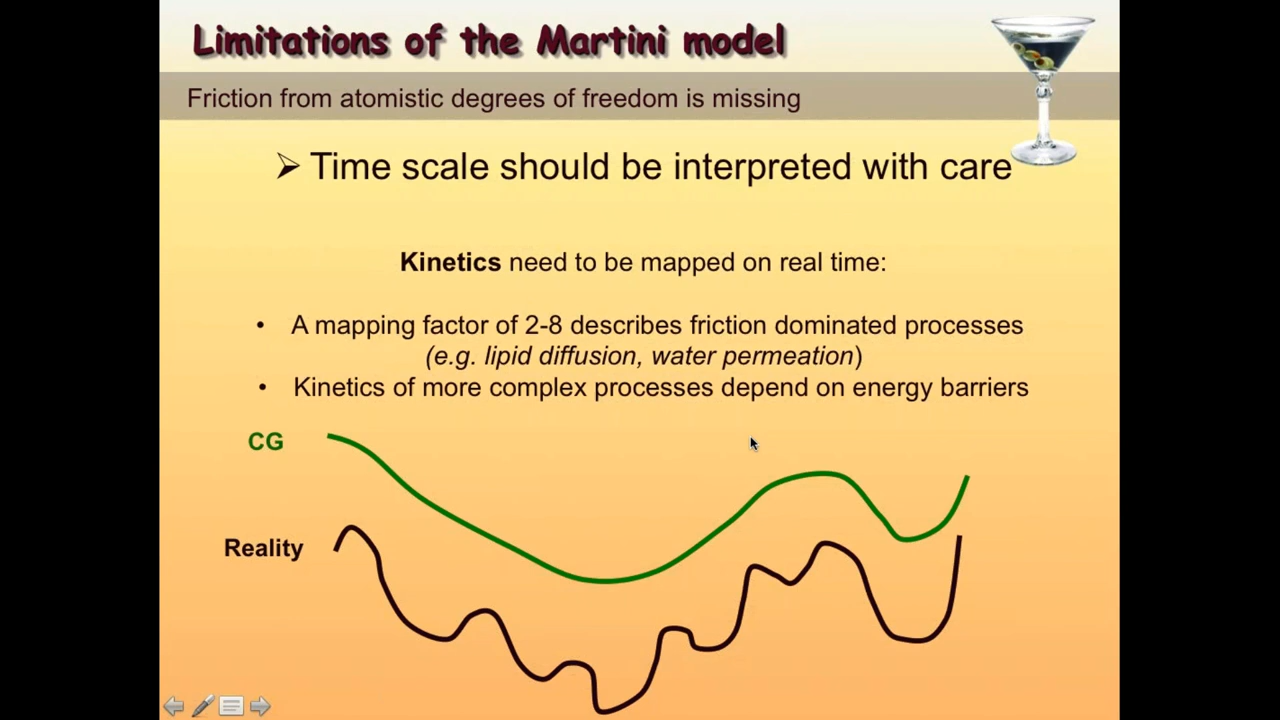 Limitations of the Martini model
Friction from atomistic degrees of freedom is missing
➢ Time scale should be interpreted with care
Kinetics need to be mapped on real time:
• A mapping factor of 2-8 describes friction dominated processes
(e.g. lipid diffusion, water permeation)
• Kinetics of more complex processes depend on energy barriers
CG
Reality